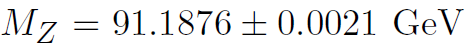 M_Z = 91.1876 ± 0.0021 GeV